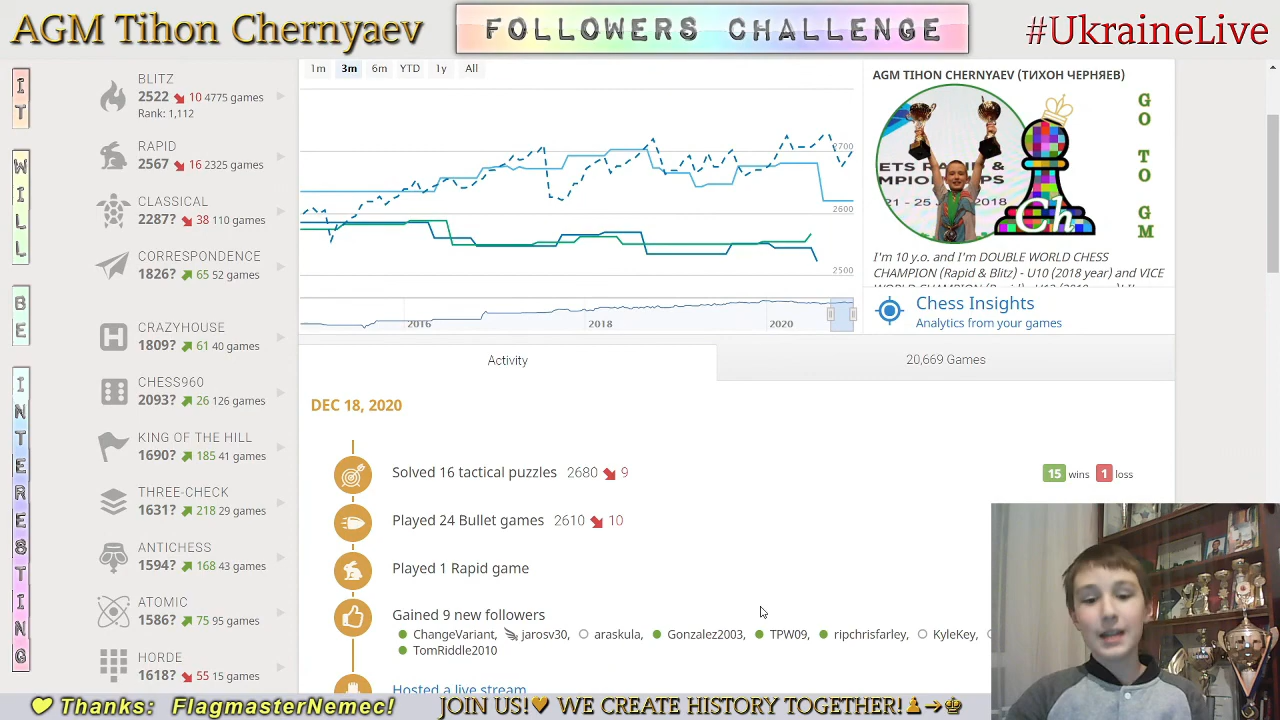 AGM Tihon Chernyaev
FOLLOWERS CHALLENGE
#UkraineLive
IT
WILL
BE
INTERESTING
BLITZ
2522 10 4775 games
Rank: 1,112
RAPID
2567 16 2325 games
CLASSICAL
2287? 38 110 games
CORRESPONDENCE
1826? 65 52 games
CRAZYHOUSE
1809? 61 40 games
CHESS960
2093? 26 126 games
KING OF THE HILL
1690? 185 41 games
THREE-CHECK
1631? 218 29 games
ANTICHESS
1594? 168 43 games
ATOMIC
1586? 75 95 games
HORDE
1618? 55 15 games
1m 3m 6m YTD 1y All
2700
2600
2500
2016 2018 2020
AGM TIHON CHERNYAEV (ТИХОН ЧЕРНЯЕВ)
ETS RAPID &
MPIO
21 - 25 2018
Ch
GO
TO
GM
I'm 10 y.o. and I'm DOUBLE WORLD CHESS
CHAMPION (Rapid & Blitz) - U10 (2018 year) and VICE
Chess Insights
Analytics from your games
Activity
20,669 Games
DEC 18, 2020
Solved 16 tactical puzzles 2680 9
15 wins 1 loss
Played 24 Bullet games 2610 10
Played 1 Rapid game
Gained 9 new followers
ChangeVariant, jarosv30, araskula, Gonzalez2003, TPW09, ripchrisfarley, KyleKey,
TomRiddle2010
Hosted a live stream
Thanks: FlagmasterNemec!
JOIN US! WE CREATE HISTORY TOGETHER!